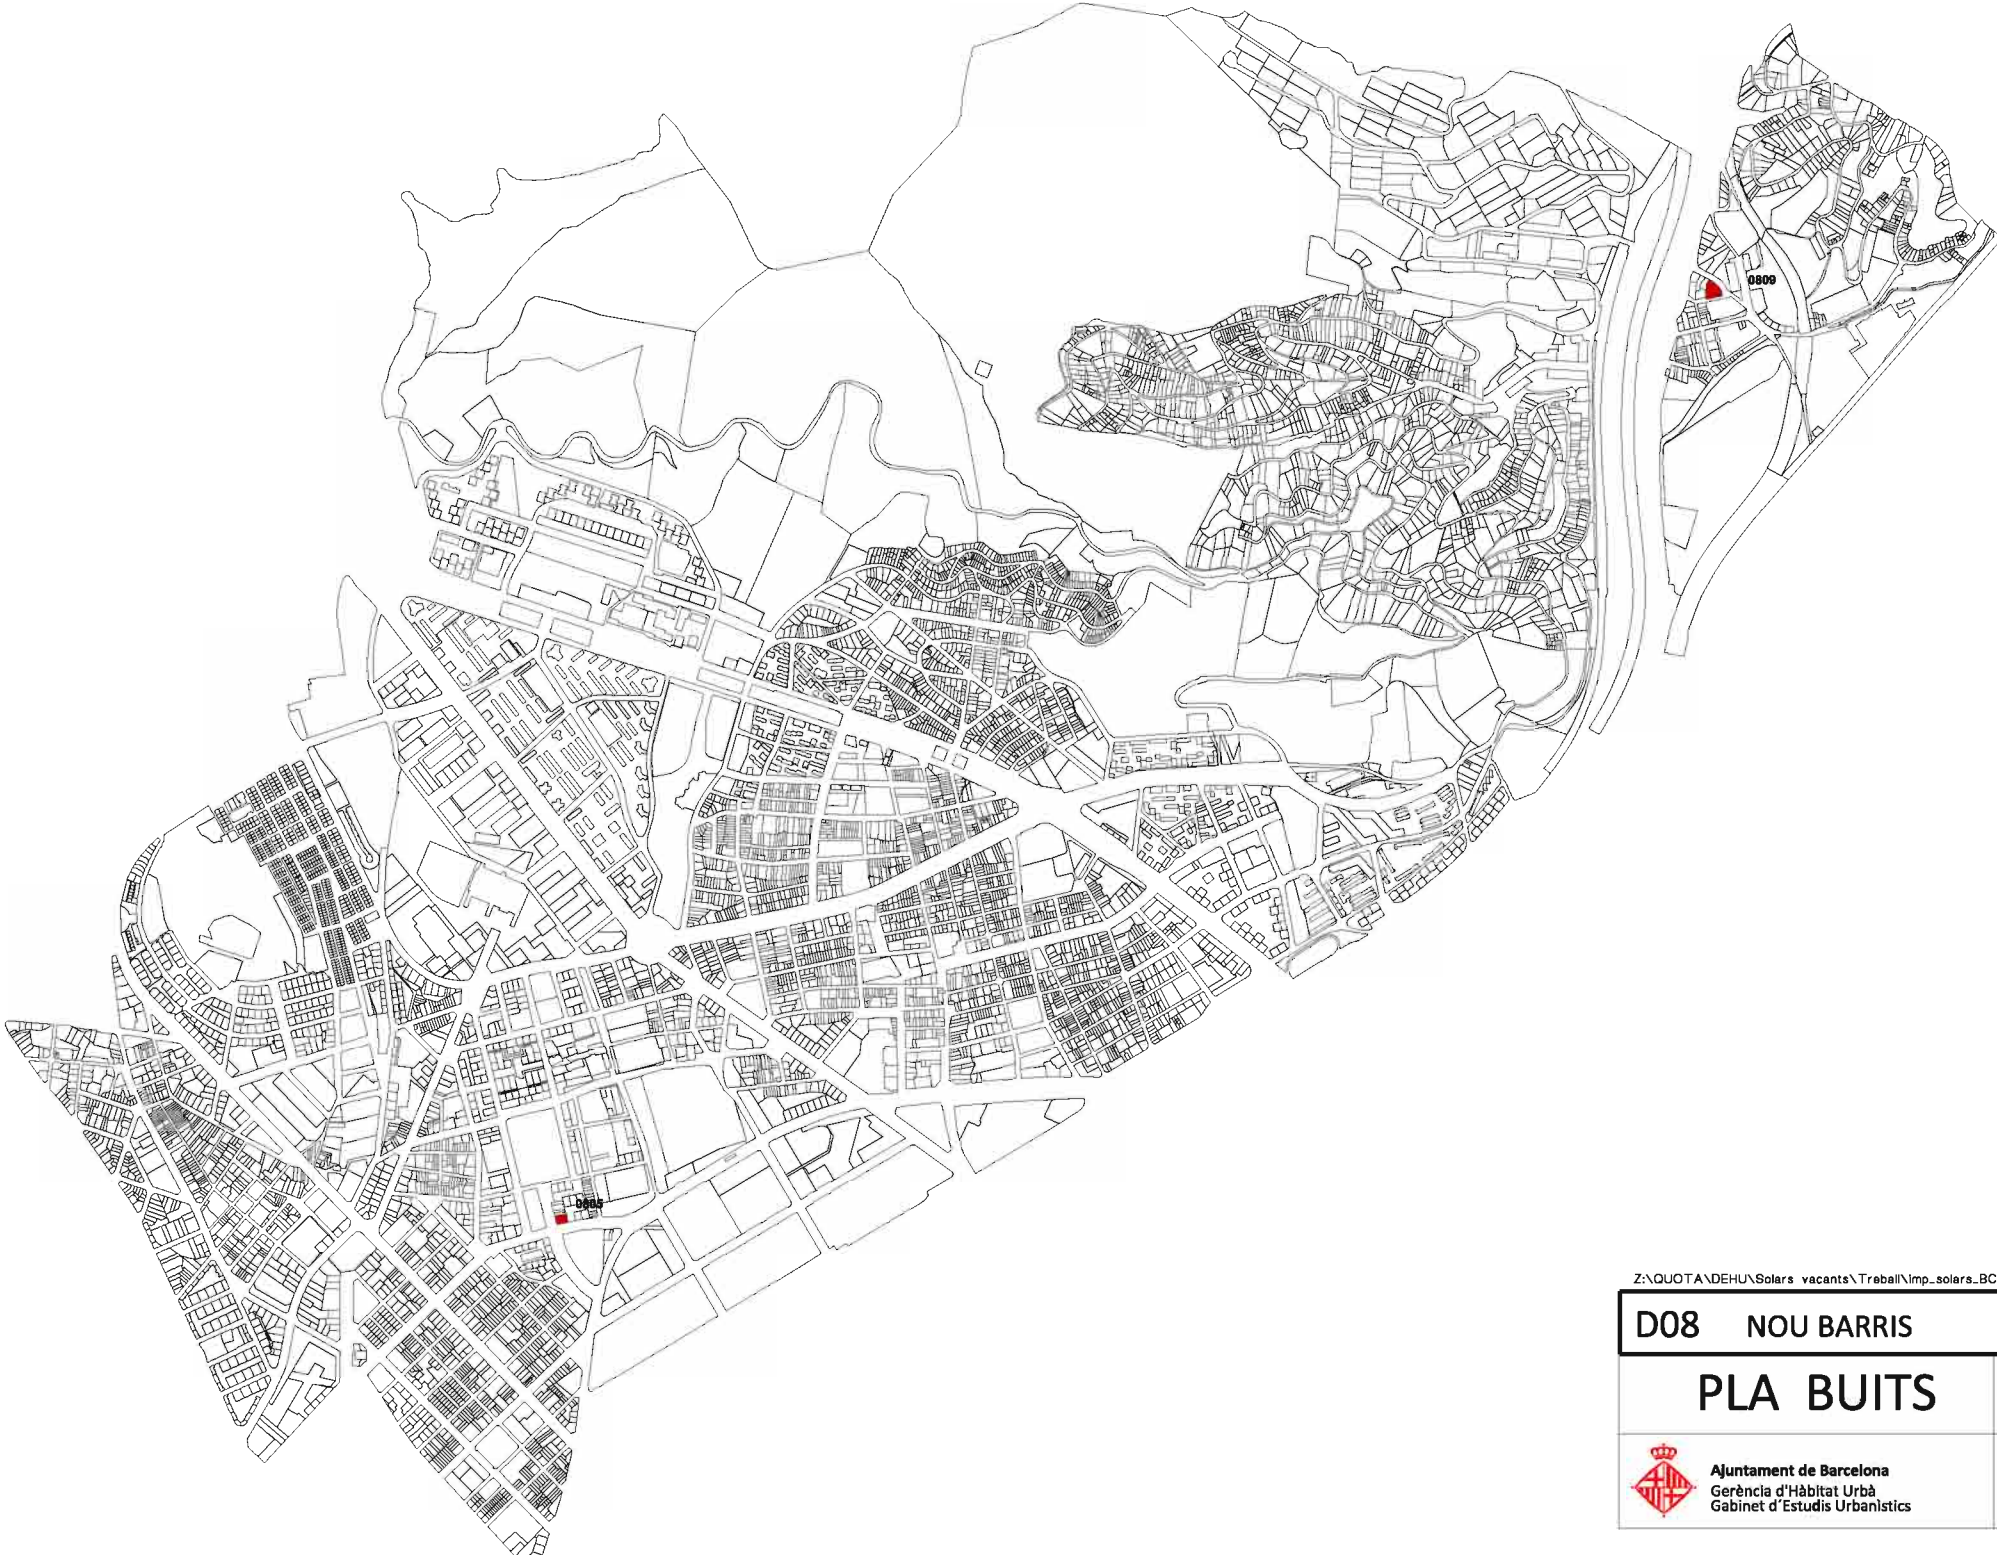 0809
0805
Z:\QUOTA\DEHU\Solars vacants\Treball\imp_solars_BC
D08 NOU BARRIS
PLA BUITS
Ajuntament de Barcelona
Gerència d'Hàbitat Urbà
Gabinet d'Estudis Urbanístics